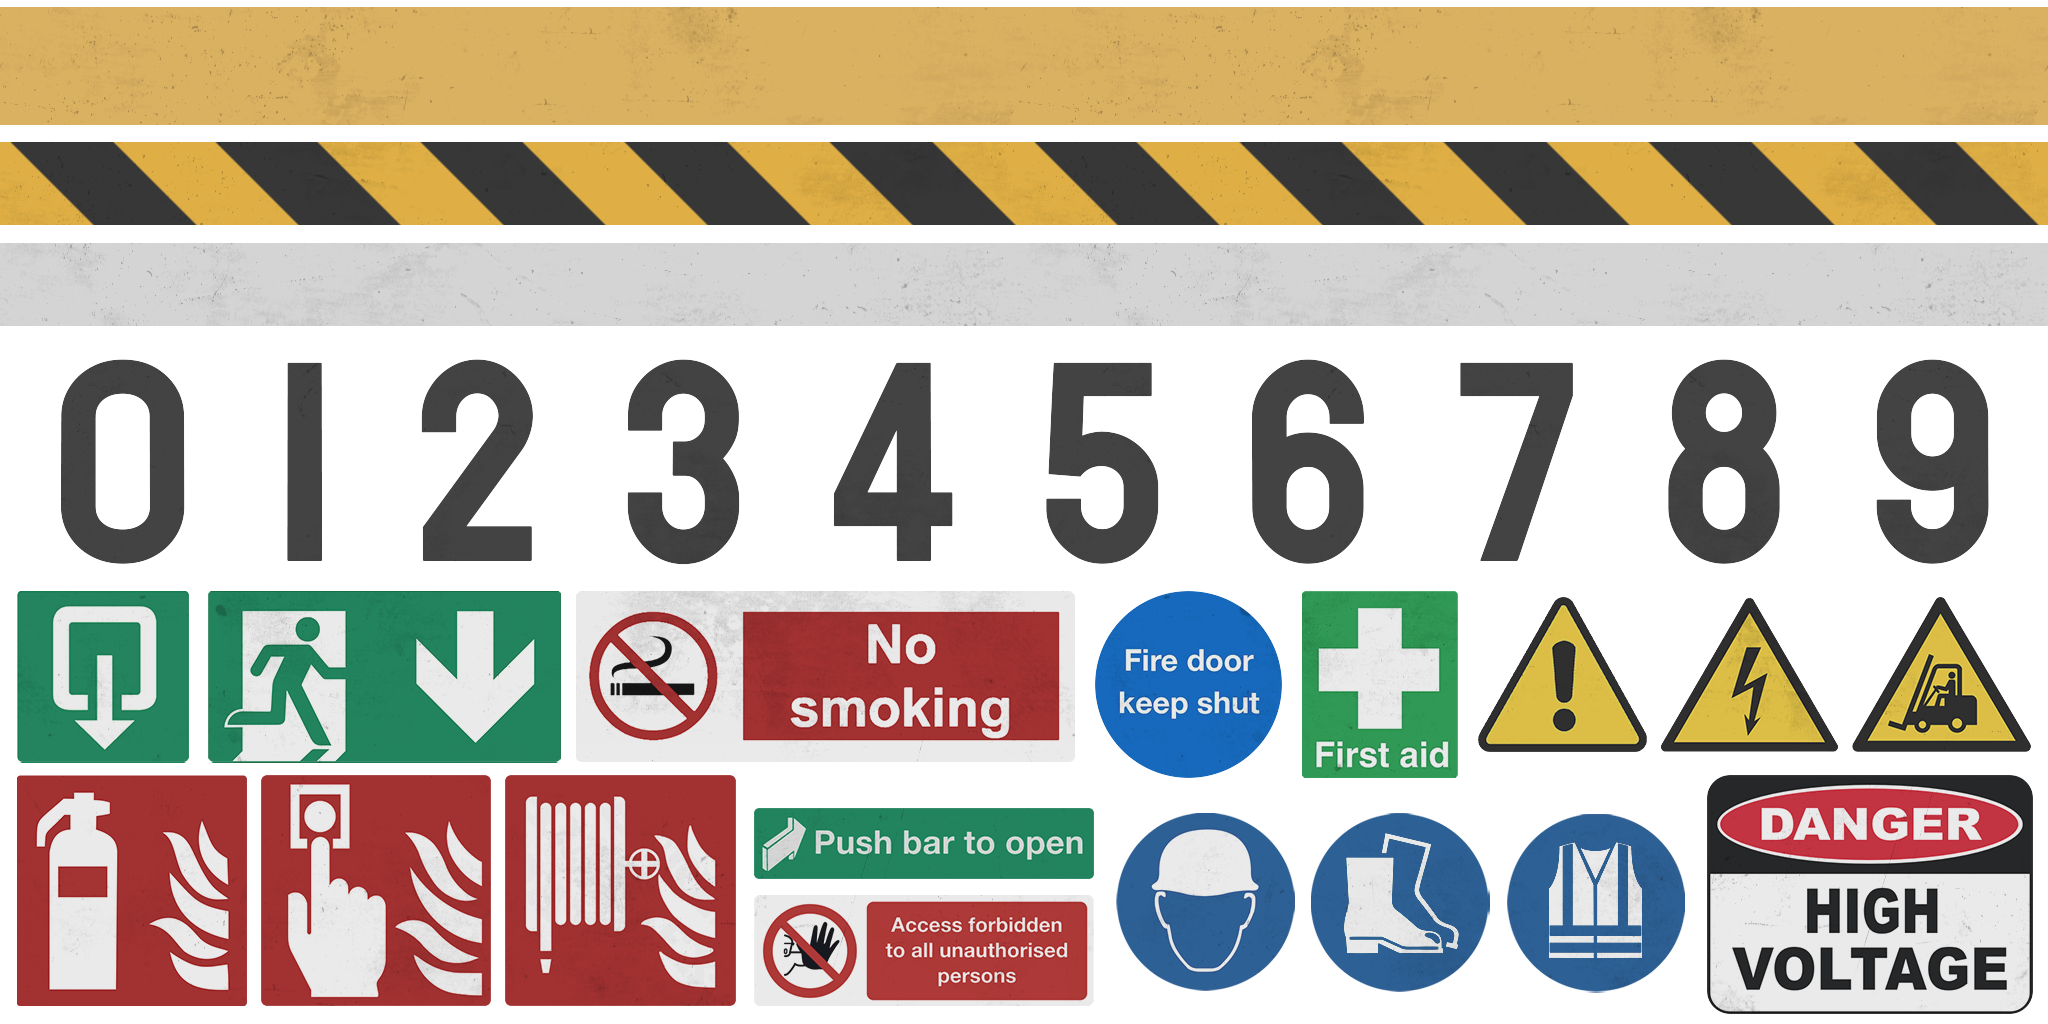 0 1 2 3 4 5 6 7 8 9
No
smoking
Fire door
keep shut
First aid
Push bar to open
Access forbidden
to all unauthorised
persons
DANGER
HIGH
VOLTAGE